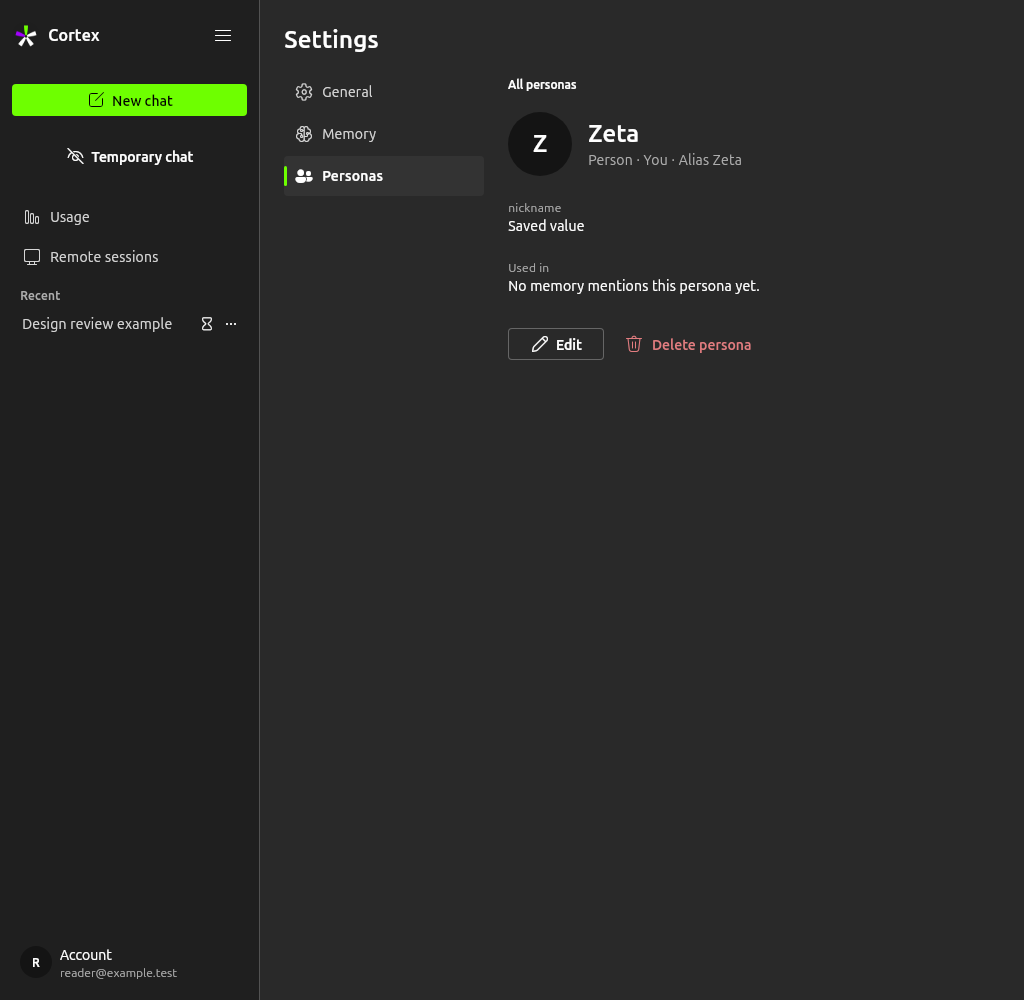 Cortex
New chat
Temporary chat
Usage
Remote sessions
Recent
Design review example
R
Account
reader@example.test
Settings
General
Memory
Personas
All personas
Z
Zeta
Person · You · Alias Zeta
nickname
Saved value
Used in
No memory mentions this persona yet.
Edit
Delete persona